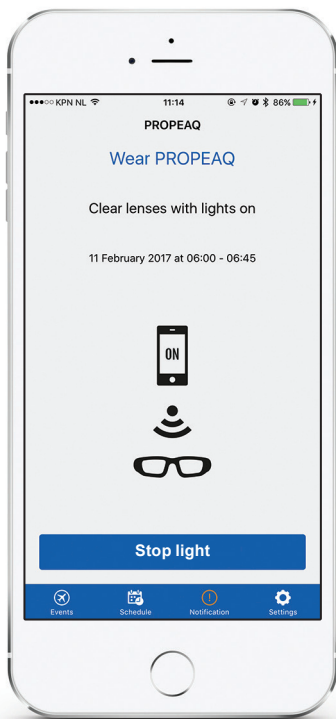 ●●●○○ KPN NL 11:14 86%
PROPEAQ
Wear PROPEAQ
Clear lenses with lights on
11 February 2017 at 06:00 - 06:45
ON
Stop light
Events Schedule Notification Settings